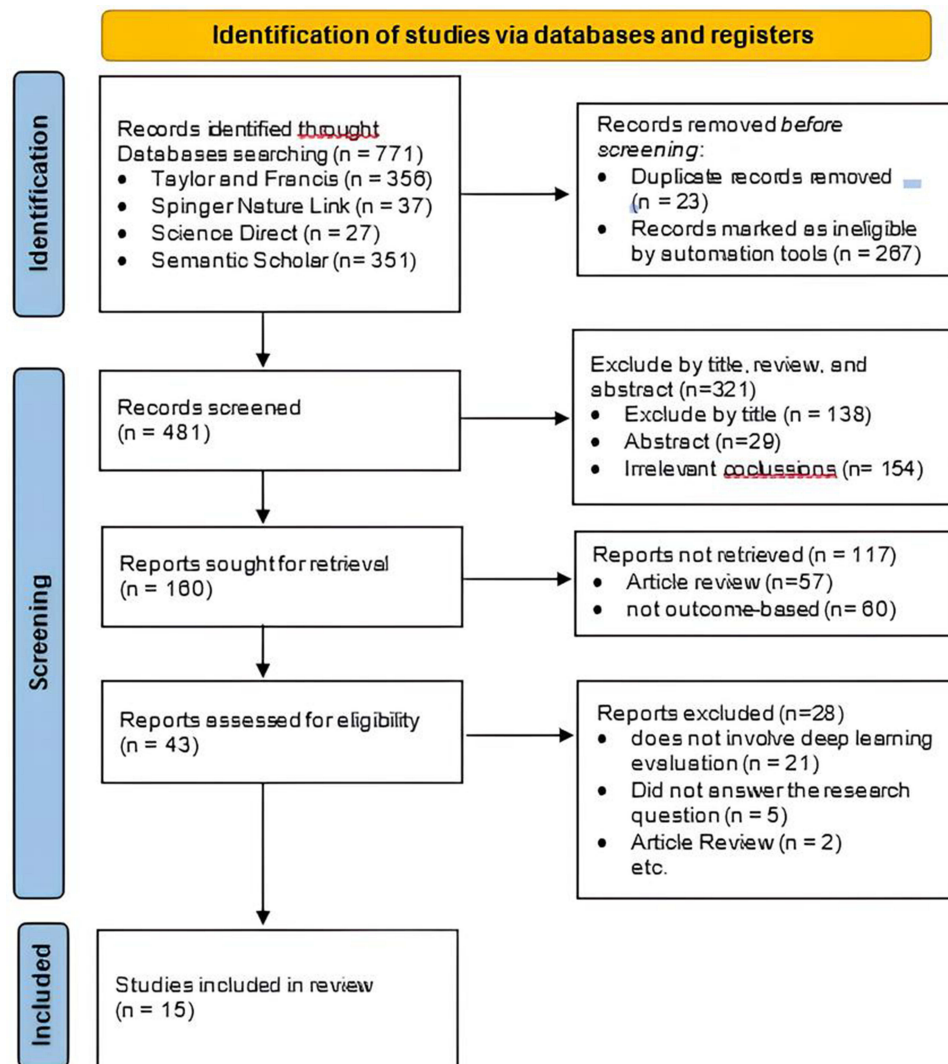 Identification of studies via databases and registers
Identification
Records identified throught
Databases searching (n = 771)
• Taylor and Francis (n = 356)
• Spinger Nature Link (n = 37)
• Science Direct (n = 27)
• Semantic Scholar (n= 351)
Records removed before
screening:
• Duplicate records removed
(n = 23)
• Records marked as ineligible
by automation tools (n = 267)
Screening
Records screened
(n = 481)
Exclude by title, review, and
abstract (n=321)
• Exclude by title (n = 138)
• Abstract (n=29)
• Irrelevant coclussions (n= 154)
Reports sought for retrieval
(n = 160)
Reports not retrieved (n = 117)
• Article review (n=57)
• not outcome-based (n= 60)
Reports assessed for eligibility
(n = 43)
Reports excluded (n=28)
• does not involve deep learning
evaluation (n = 21)
• Did not answer the research
question (n = 5)
• Article Review (n = 2)
etc.
Included
Studies included in review
(n = 15)